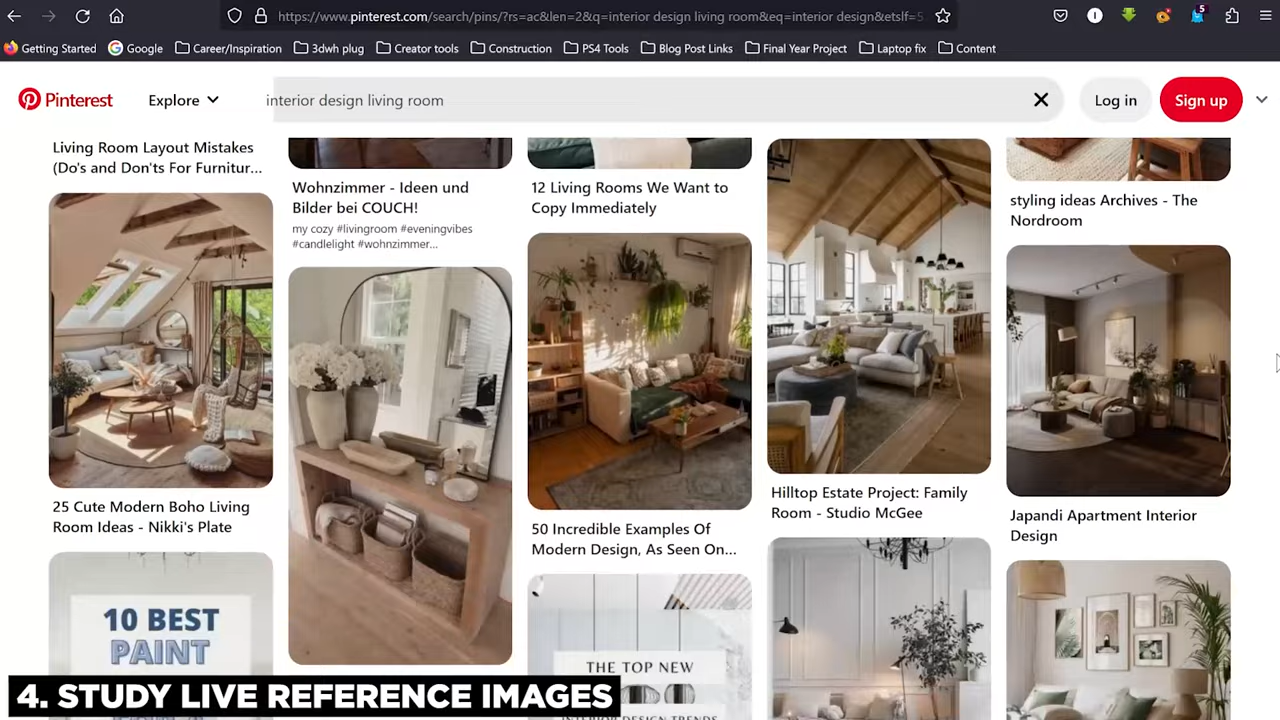 https://www.pinterest.com/search/pins/?rs=ac&len=2&q=interior design living room&eq=interior design&etslf=5
5
Getting Started
Google
Career/Inspiration
3dwh plug
Creator tools
Construction
PS4 Tools
Blog Post Links
Final Year Project
Laptop fix
Content
Pinterest
Explore
interior design living room
Log in
Sign up
Living Room Layout Mistakes
(Do's and Don'ts For Furnitur...
25 Cute Modern Boho Living
Room Ideas - Nikki's Plate
10 BEST
PAINT
Wohnzimmer - Ideen und
Bilder bei COUCH!
my cozy #livingroom #eveningvibes
#candlelight #wohnzimmer...
12 Living Rooms We Want to
Copy Immediately
50 Incredible Examples Of
Modern Design, As Seen On...
THE TOP NEW
INTERIOR DESIGN TRENDS
Hilltop Estate Project: Family
Room - Studio McGee
styling ideas Archives - The
Nordroom
Japandi Apartment Interior
Design
4. STUDY LIVE REFERENCE IMAGES